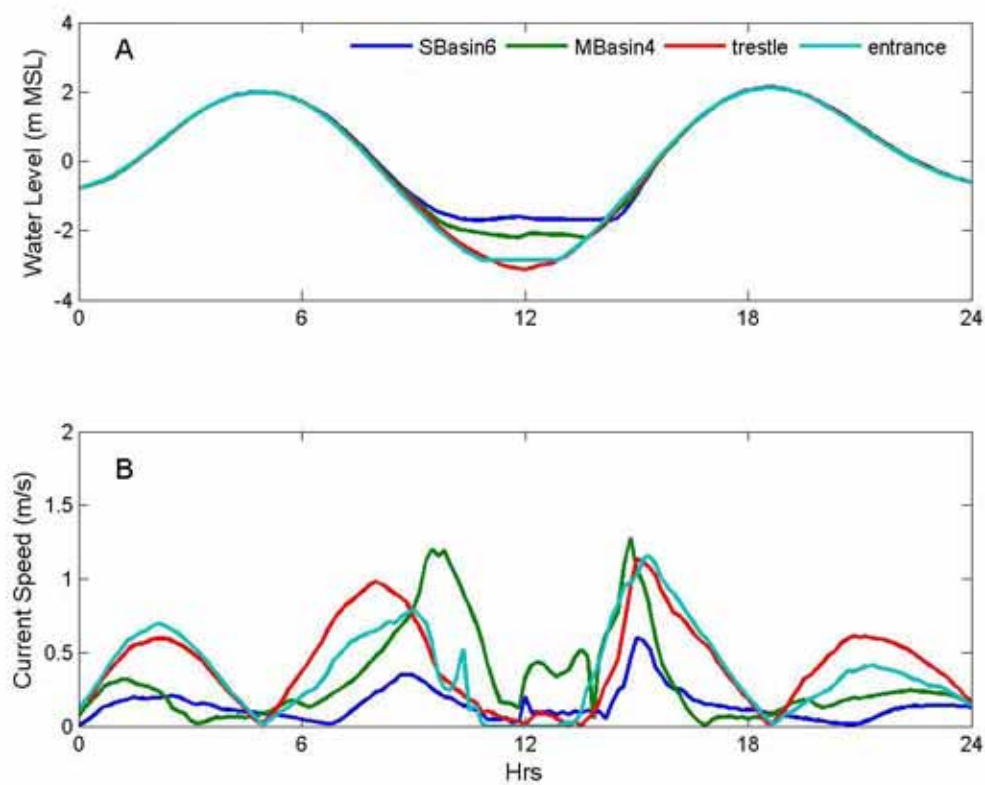 A
SBasin6 MBasin4 trestle entrance
Water Level (m MSL)
4
2
0
-2
-4
0 6 12 18 24
B
Current Speed (m/s)
2
1.5
1
0.5
0
0 6 12 18 24
Hrs